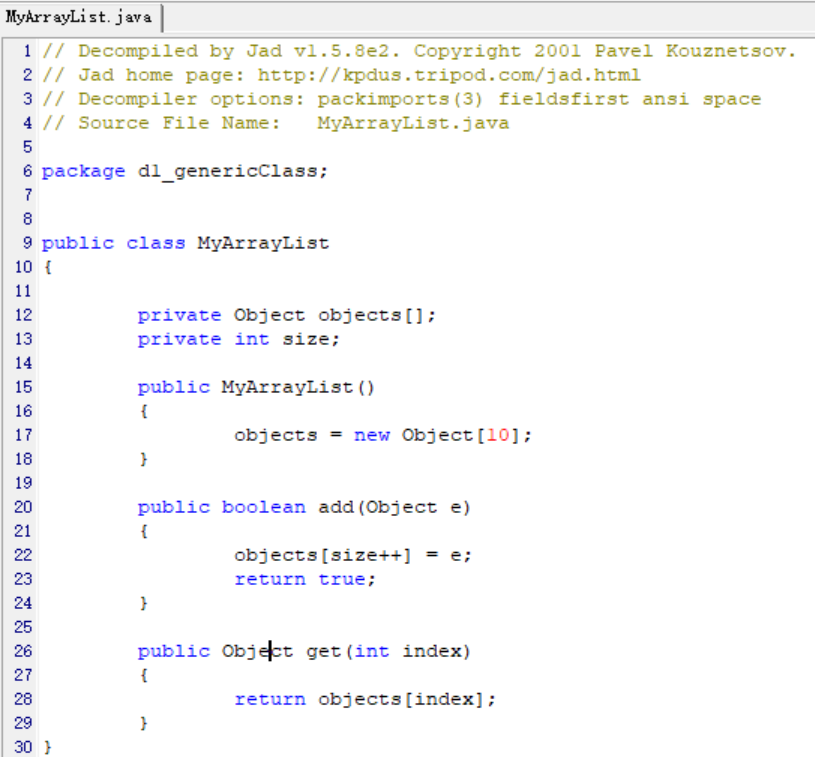 MyArrayList.java
1 // Decompiled by Jad v1.5.8e2. Copyright 2001 Pavel Kouznetsov.
2 // Jad home page: http://kpdus.tripod.com/jad.html
3 // Decompiler options: packimports(3) fieldsfirst ansi space
4 // Source File Name:   MyArrayList.java
5
6 package d1_genericClass;
7
8
9 public class MyArrayList
10 {
11
12         private Object objects[];
13         private int size;
14
15         public MyArrayList()
16         {
17                 objects = new Object[10];
18         }
19
20         public boolean add(Object e)
21         {
22                 objects[size++] = e;
23                 return true;
24         }
25
26         public Object get(int index)
27         {
28                 return objects[index];
29         }
30 }